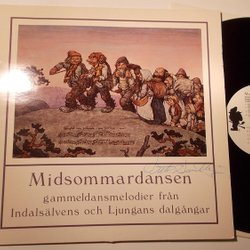 Midsommardansen
gammeldansmelodier från
Indalsälvens och Ljungans dalgångar